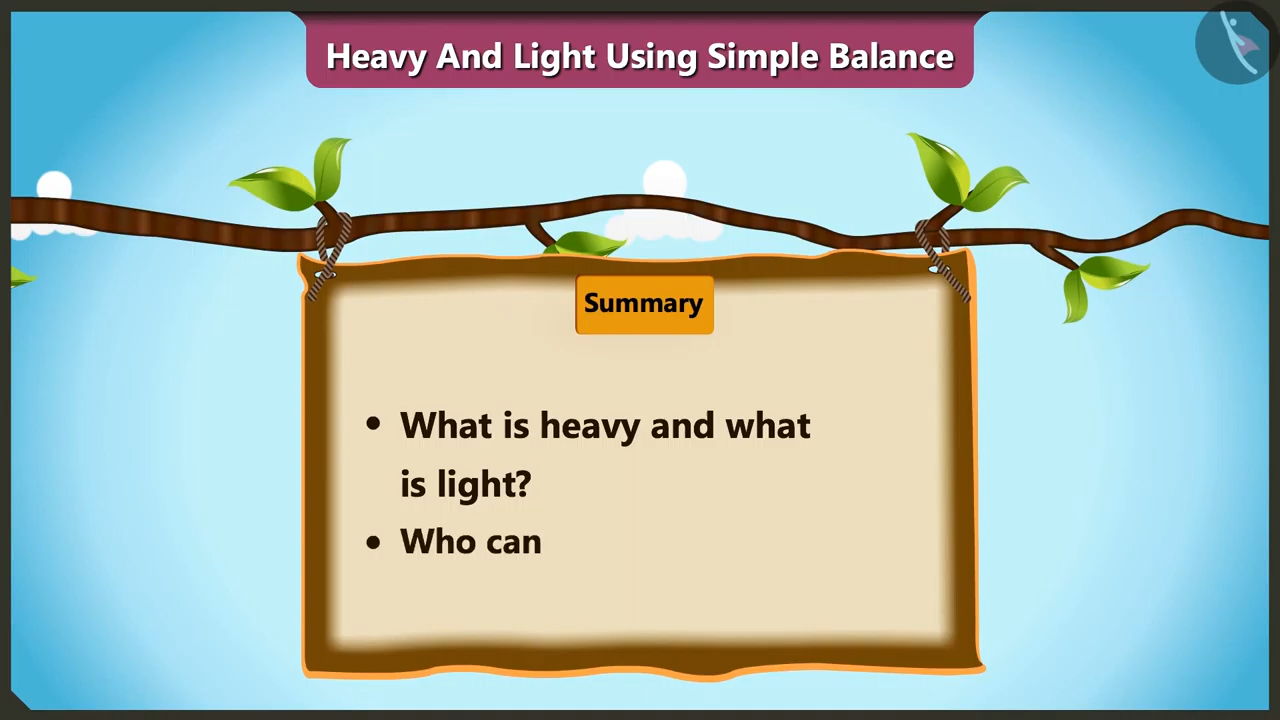 Heavy And Light Using Simple Balance
Summary
• What is heavy and what
is light?
• Who can